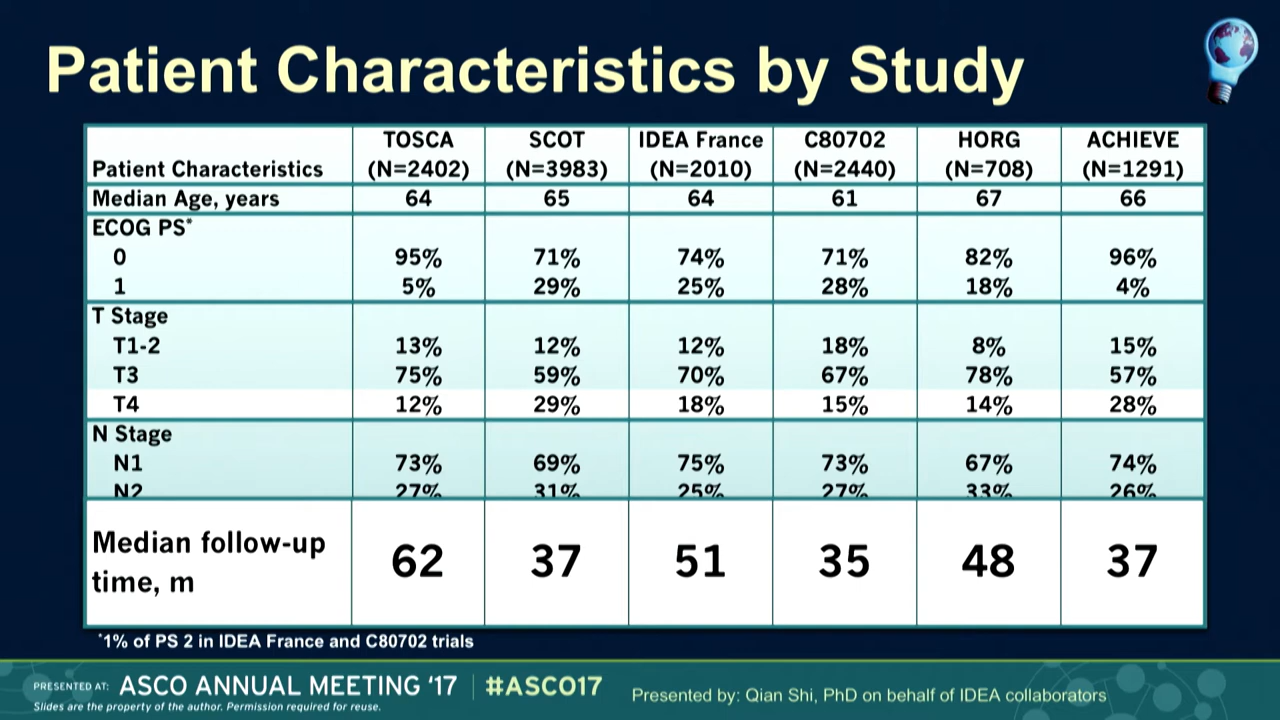 Patient Characteristics by Study
Patient Characteristics TOSCA (N=2402) SCOT (N=3983) IDEA France (N=2010) C80702 (N=2440) HORG (N=708) ACHIEVE (N=1291)
Median Age, years 64 65 64 61 67 66
ECOG PS*
0 95% 71% 74% 71% 82% 96%
1 5% 29% 25% 28% 18% 4%
T Stage
T1-2 13% 12% 12% 18% 8% 15%
T3 75% 59% 70% 67% 78% 57%
T4 12% 29% 18% 15% 14% 28%
N Stage
N1 73% 69% 75% 73% 67% 74%
N2 27% 31% 25% 27% 33% 26%
Median follow-up time, m 62 37 51 35 48 37
*1% of PS 2 in IDEA France and C80702 trials
PRESENTED AT: ASCO ANNUAL MEETING ‘17 #ASCO17
Slides are the property of the author. Permission required for reuse.
Presented by: Qian Shi, PhD on behalf of IDEA collaborators